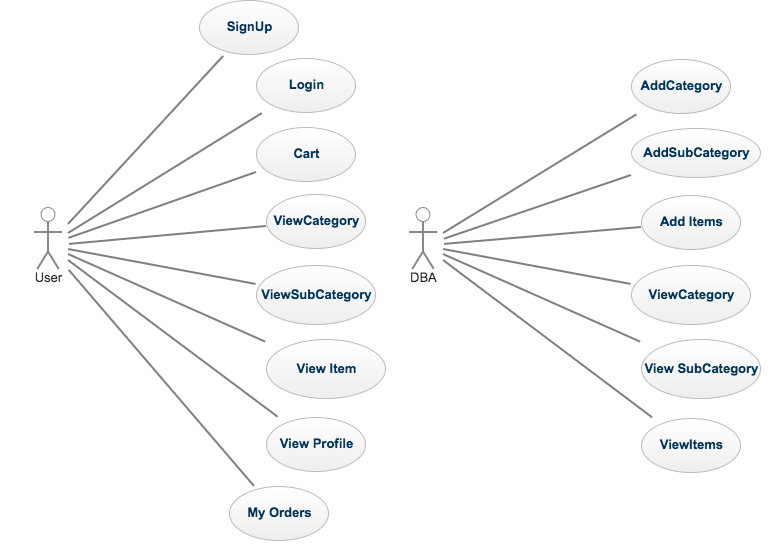 SignUp
Login
Cart
ViewCategory
ViewSubCategory
View Item
View Profile
My Orders
User
AddCategory
AddSubCategory
Add Items
ViewCategory
View SubCategory
ViewItems
DBA